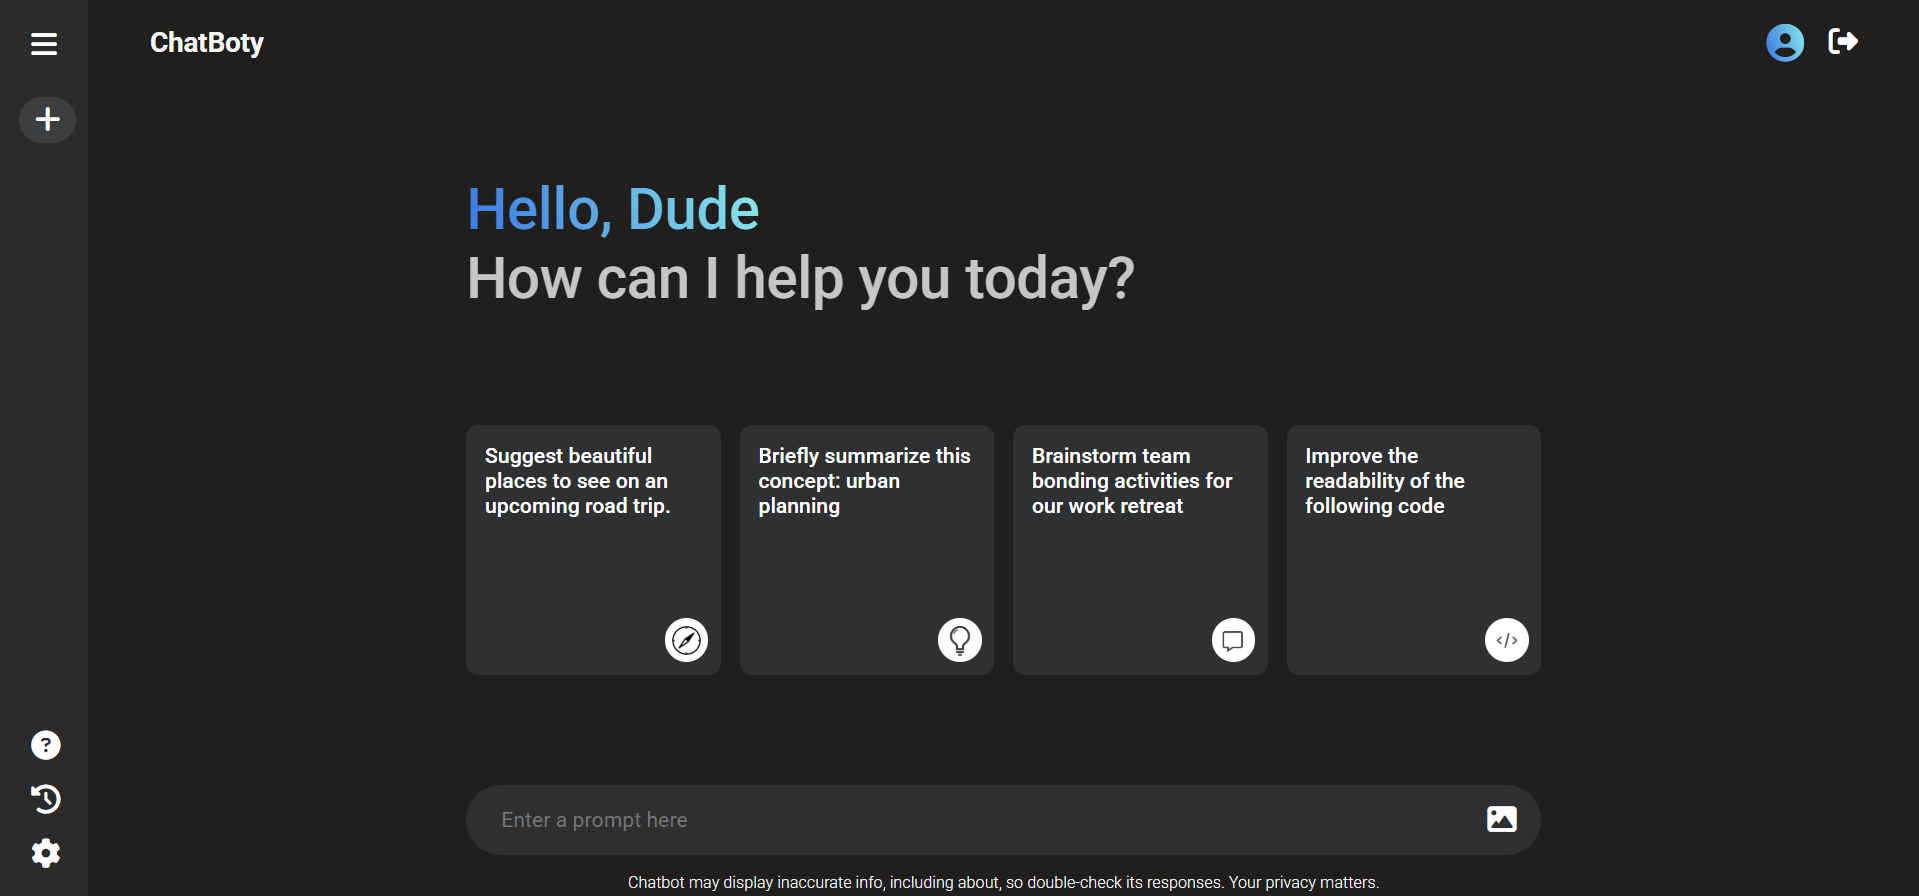 ChatBoty
Hello, Dude
How can I help you today?
Suggest beautiful
places to see on an
upcoming road trip.
Briefly summarize this
concept: urban
planning
Brainstorm team
bonding activities for
our work retreat
Improve the
readability of the
following code
Enter a prompt here
Chatbot may display inaccurate info, including about, so double-check its responses. Your privacy matters.